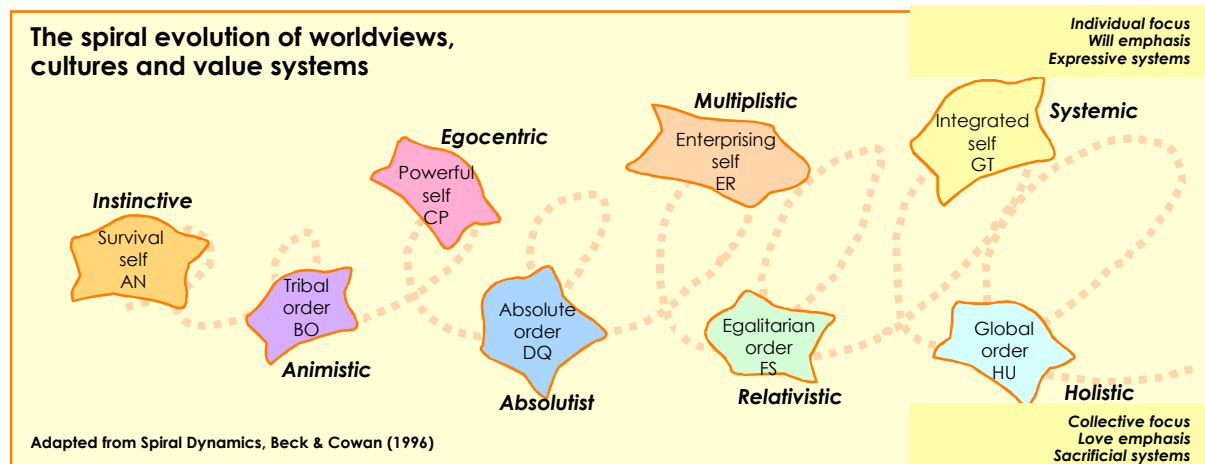 The spiral evolution of worldviews,
cultures and value systems
Individual focus
Will emphasis
Expressive systems
Instinctive
Survival
self
AN
Tribal
order
BO
Animistic
Egocentric
Powerful
self
CP
Absolute
order
DQ
Absolutist
Multiplistic
Enterprising
self
ER
Egalitarian
order
FS
Relativistic
Systemic
Integrated
self
GT
Global
order
HU
Holistic
Collective focus
Love emphasis
Sacrificial systems
Adapted from Spiral Dynamics, Beck & Cowan (1996)